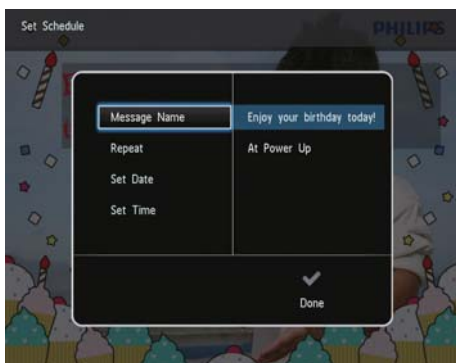 Set Schedule
PHILIPS
Message Name
Enjoy your birthday today!
Repeat
At Power Up
Set Date
Set Time
Done